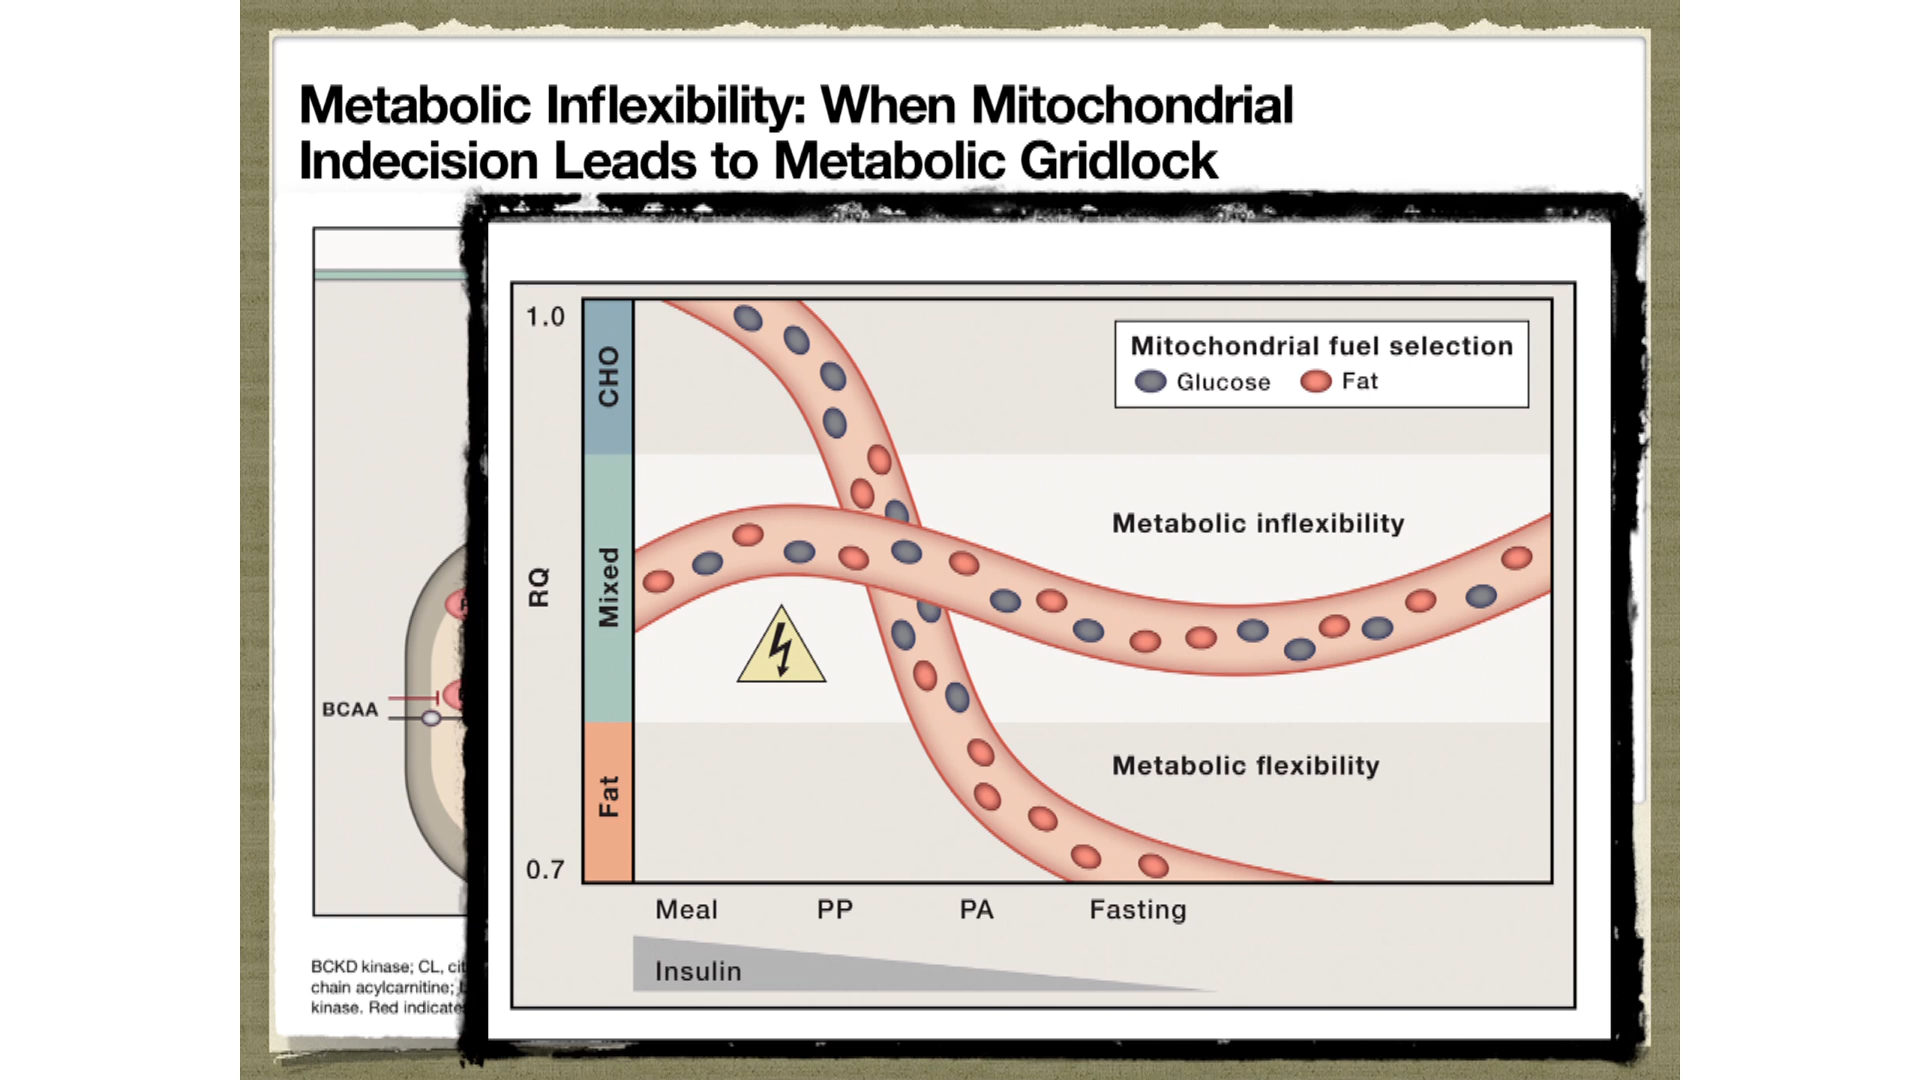 Metabolic Inflexibility: When Mitochondrial
Indecision Leads to Metabolic Gridlock
1.0
CHO
Mitochondrial fuel selection
Glucose
Fat
Metabolic inflexibility
RQ
Mixed
BCAA
Metabolic flexibility
Fat
0.7
Meal
PP
PA
Fasting
Insulin
BCKD kinase; CL, cit
chain acylcarnitine;
kinase. Red indicate